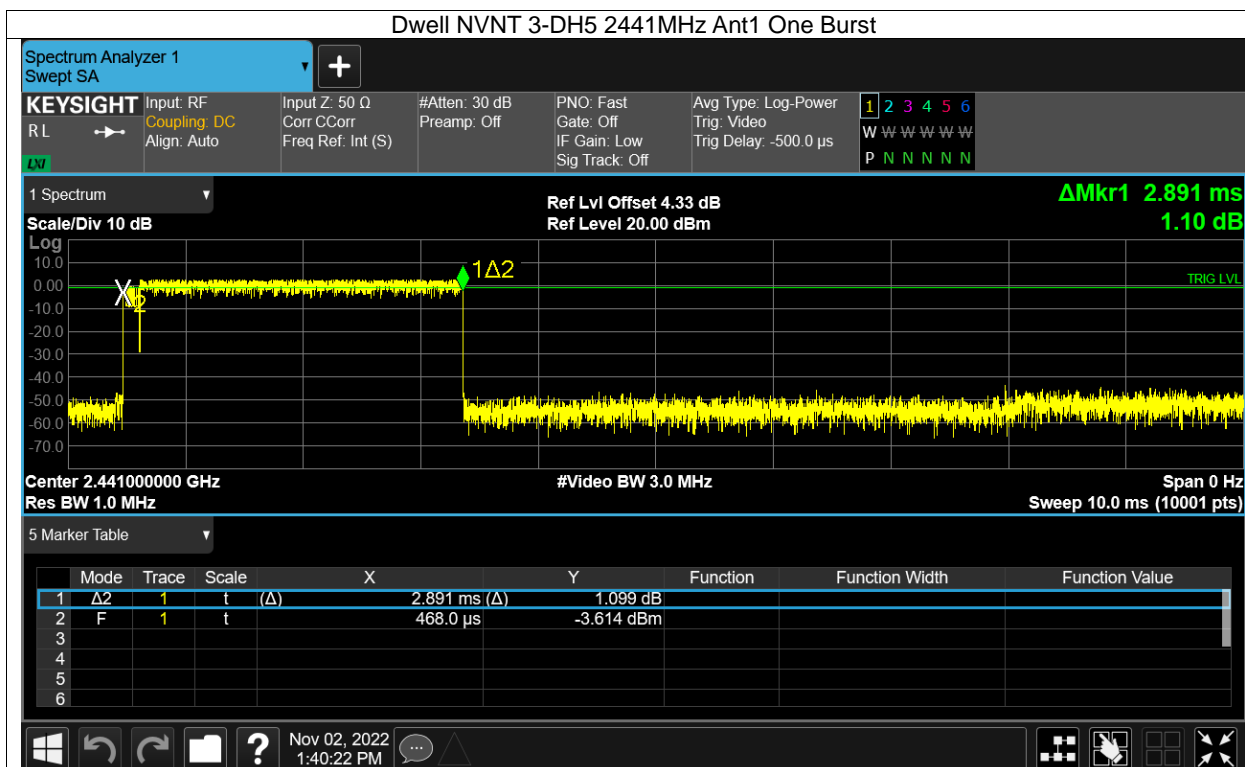 Dwell NVNT 3-DH5 2441MHz Ant1 One Burst
Spectrum Analyzer 1
Swept SA
KEYSIGHT Input: RF Input Z: 50 Ω #Atten: 30 dB PNO: Fast Avg Type: Log-Power 1 2 3 4 5 6
R L Coupling: DC Corr CCorr Preamp: Off Gate: Off Trig: Video W W W W W W
Align: Auto Freq Ref: Int (S) IF Gain: Low Trig Delay: -500.0 µs
LXI Sig Track: Off P N N N N N
1 Spectrum Ref Lvl Offset 4.33 dB ΔMkr1 2.891 ms
Scale/Div 10 dB Ref Level 20.00 dBm 1.10 dB
Log
10.0 1Δ2
0.00 TRIG LVL
-10.0 2
-20.0
-30.0
-40.0
-50.0
-60.0
-70.0
Center 2.441000000 GHz #Video BW 3.0 MHz Span 0 Hz
Res BW 1.0 MHz Sweep 10.0 ms (10001 pts)
5 Marker Table
Mode Trace Scale X Y Function Function Width Function Value
1 Δ2 1 t (Δ) 2.891 ms (Δ) 1.099 dB
2 F 1 t 468.0 µs -3.614 dBm
3
4
5
6
Nov 02, 2022
1:40:22 PM